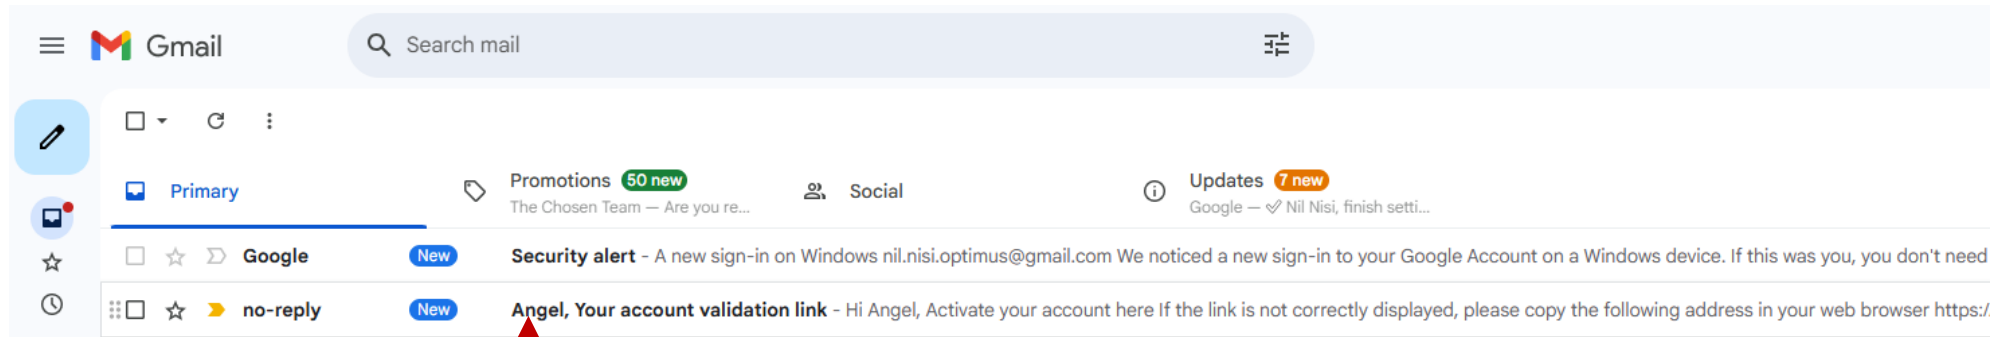 Gmail
Search mail
Primary
Promotions 50 new
The Chosen Team — Are you re...
Social
Updates 7 new
Google — Nil Nisi, finish setti...
Google New Security alert - A new sign-in on Windows nil.nisi.optimus@gmail.com We noticed a new sign-in to your Google Account on a Windows device. If this was you, you don't need
no-reply New Angel, Your account validation link - Hi Angel, Activate your account here If the link is not correctly displayed, please copy the following address in your web browser https:/